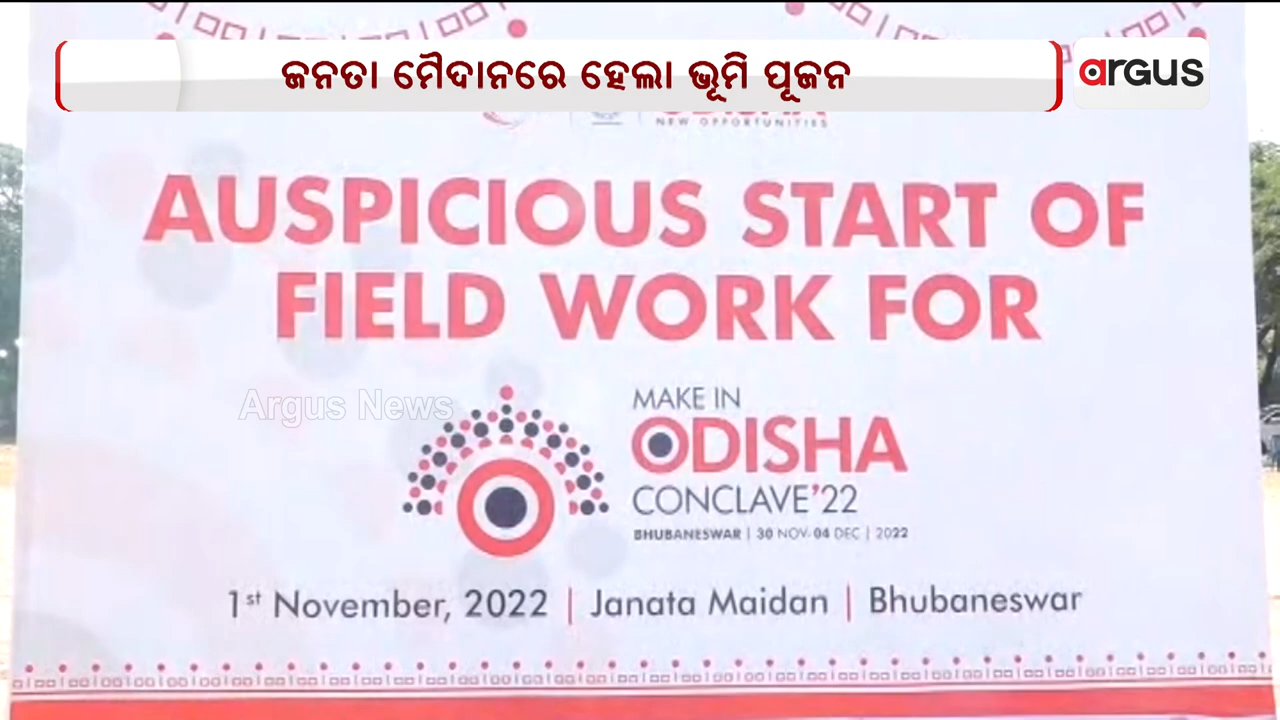 ଜନତା ମୈଦାନରେ ହେଲା ଭୂମି ପୂଜନ
argus
NEW OPPORTUNITIES
AUSPICIOUS START OF
FIELD WORK FOR
Argus News
MAKE IN
ODISHA
CONCLAVE'22
BHUBANESWAR | 30 NOV-04 DEC | 2022
1st November, 2022 | Janata Maidan | Bhubaneswar